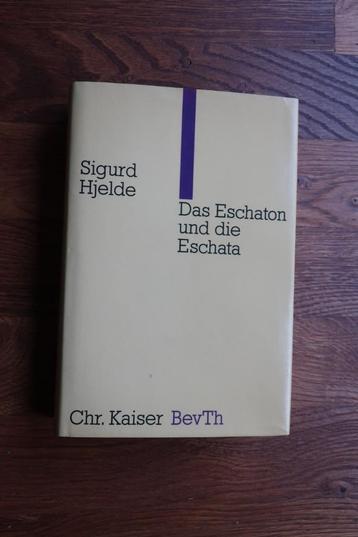 Sigurd
Hjelde
Das Eschaton
und die
Eschata
Chr. Kaiser BevTh